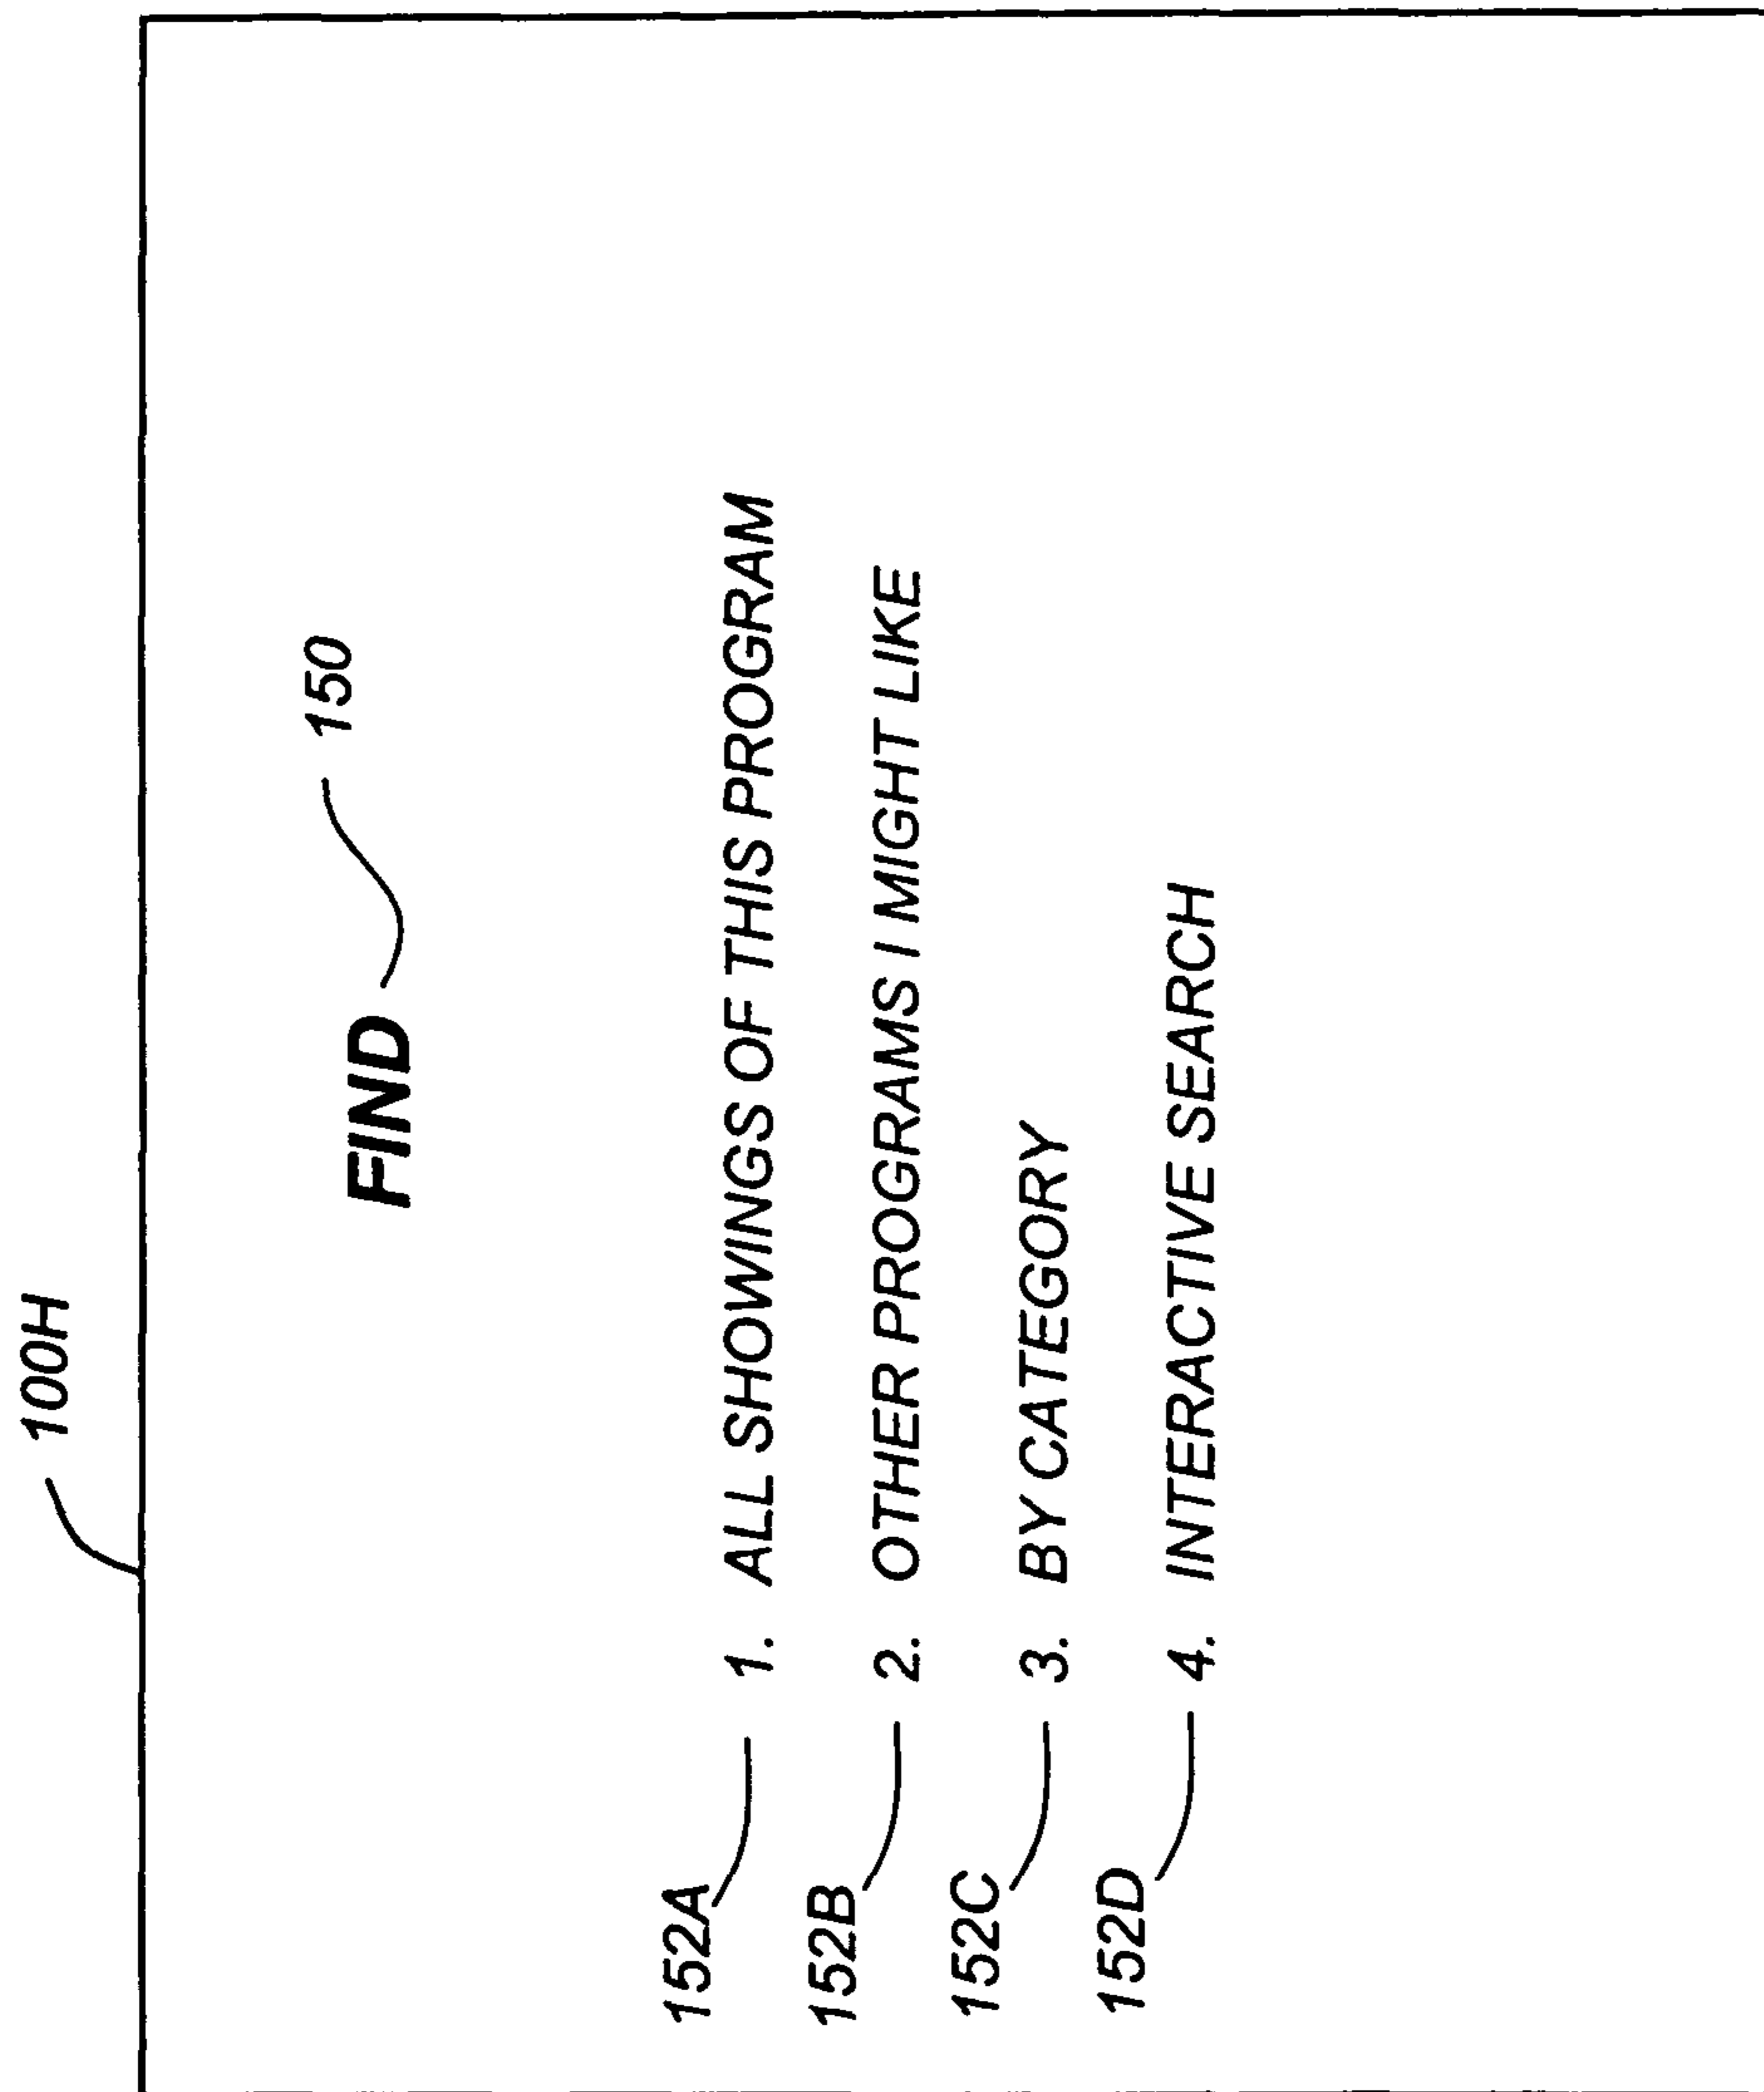 100H
FIND 150
152A 1. ALL SHOWINGS OF THIS PROGRAM
152B 2. OTHER PROGRAMS I MIGHT LIKE
152C 3. BY CATEGORY
152D 4. INTERACTIVE SEARCH